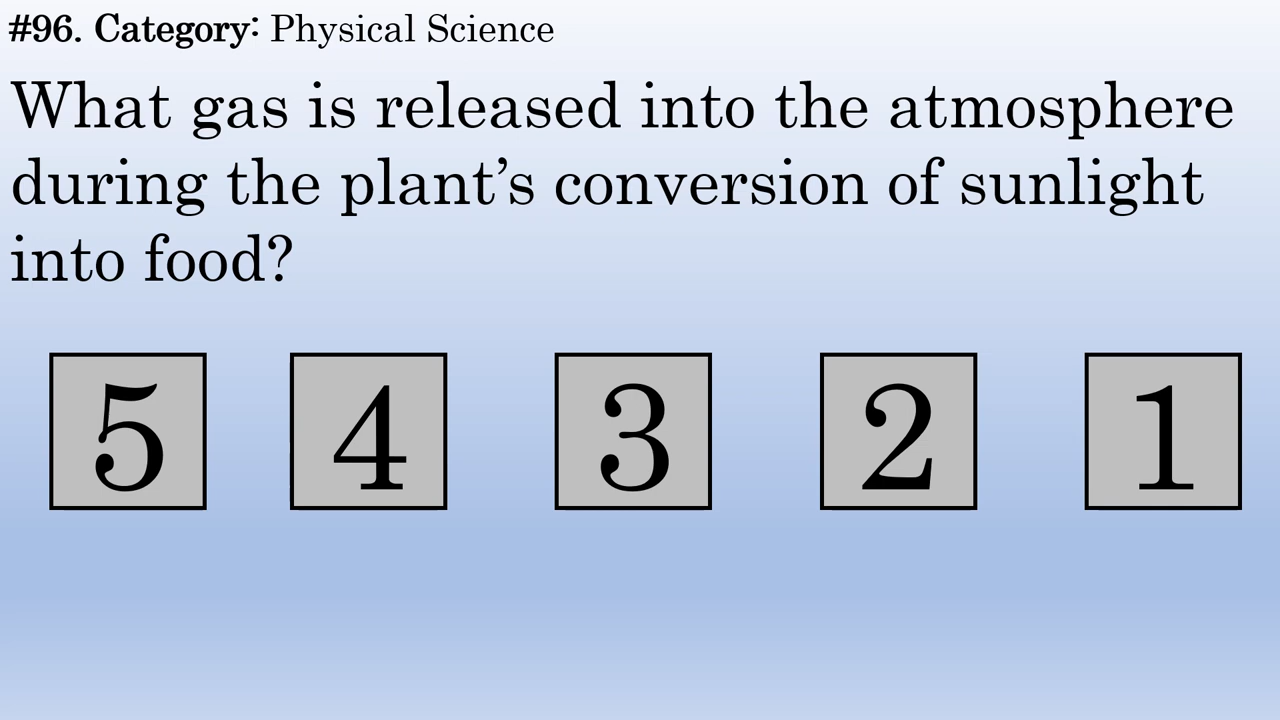 #96. Category: Physical Science
What gas is released into the atmosphere
during the plant’s conversion of sunlight
into food?
5 4 3 2 1